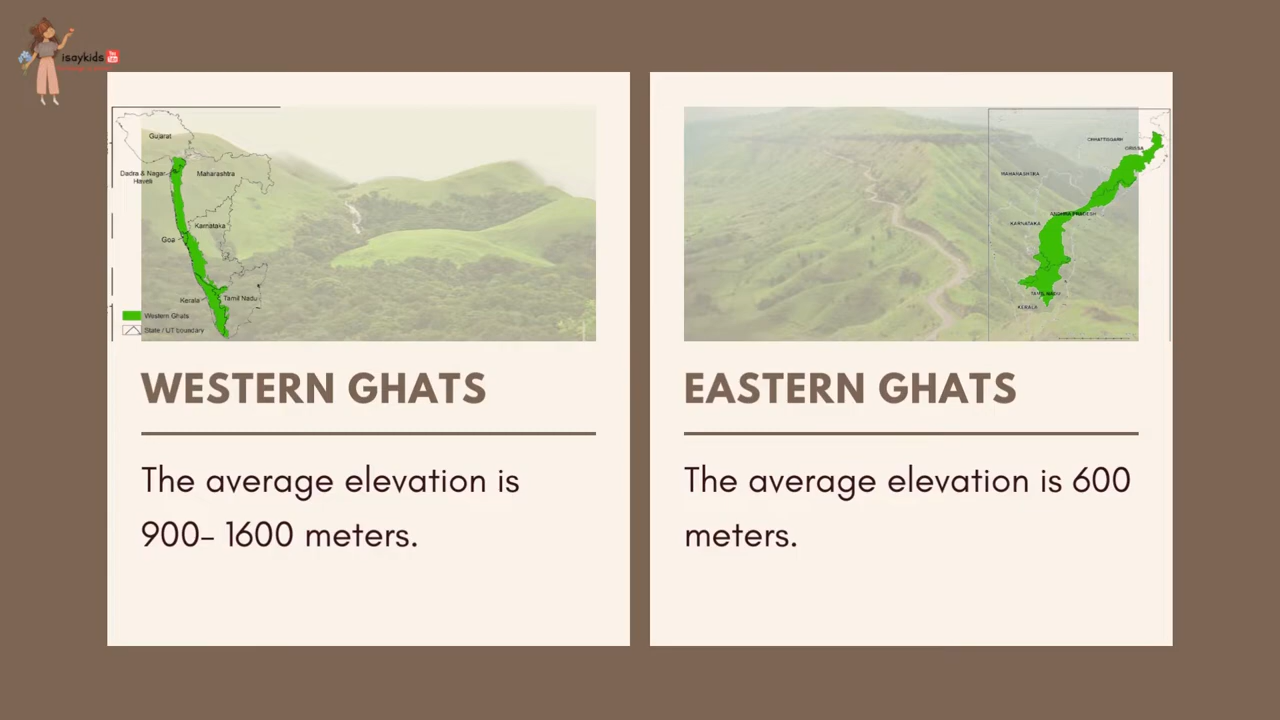 isaykids
Gujarat
Dadra & Nagar
Haveli
Maharashtra
Karnataka
Goa
Kerala
Tamil Nadu
Western Ghats
State / UT boundary
CHHATTISGARH
ORISSA
MAHARASHTRA
KARNATAKA
ANDHRA PRADESH
TAMIL NADU
KERALA
WESTERN GHATS
The average elevation is
900– 1600 meters.
EASTERN GHATS
The average elevation is 600
meters.